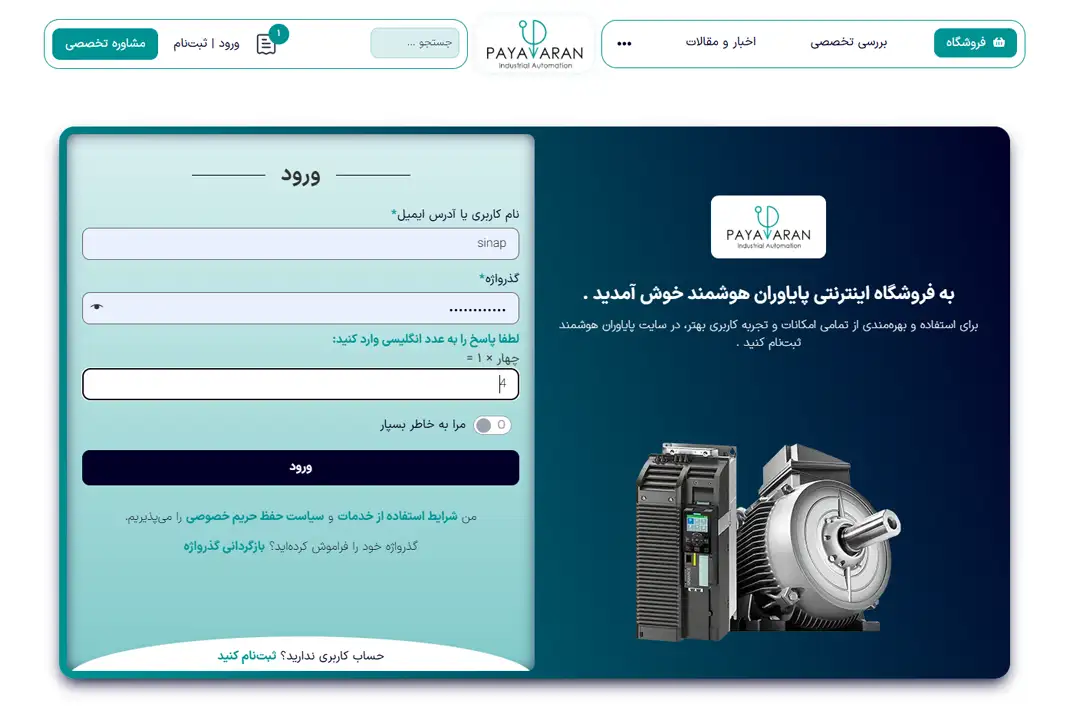 فروشگاه
بررسی تخصصی
اخبار و مقالات
•••
PAYAVARAN
Industrial Automation
جستجو ...
۱
ورود | ثبت‌نام
مشاوره تخصصی
PAYAVARAN
Industrial Automation
به فروشگاه اینترنتی پایاوران هوشمند خوش آمدید .
برای استفاده و بهره‌مندی از تمامی امکانات و تجربه کاربری بهتر، در سایت پایاوران هوشمند
ثبت‌نام کنید .
ورود
نام کاربری یا آدرس ایمیل*
sinap
گذرواژه*
••••••••••••
لطفا پاسخ را به عدد انگلیسی وارد کنید:
چهار × ۱ =
4
مرا به خاطر بسپار
ورود
من شرایط استفاده از خدمات و سیاست حفظ حریم خصوصی را می‌پذیریم.
گذرواژه خود را فراموش کرده‌اید؟ بازگردانی گذرواژه
حساب کاربری ندارید؟ ثبت‌نام کنید